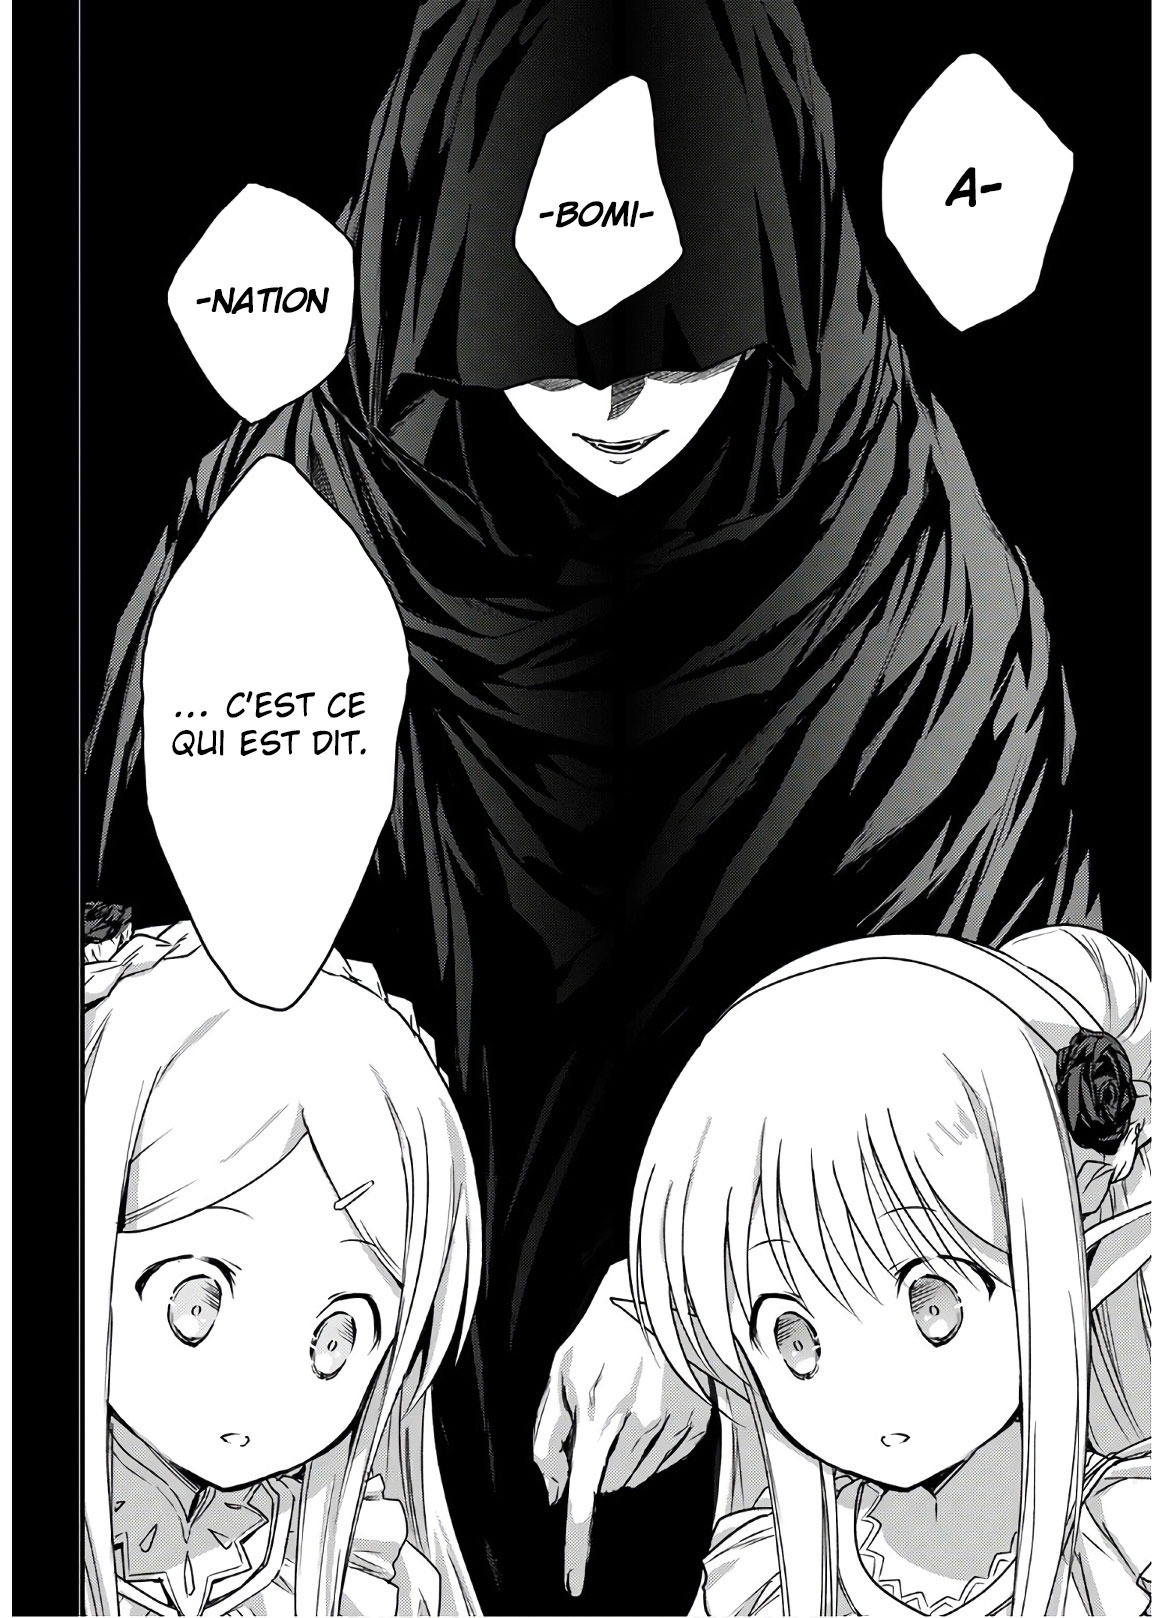 A-
-BOMI-
-NATION
... C'EST CE
QUI EST DIT.